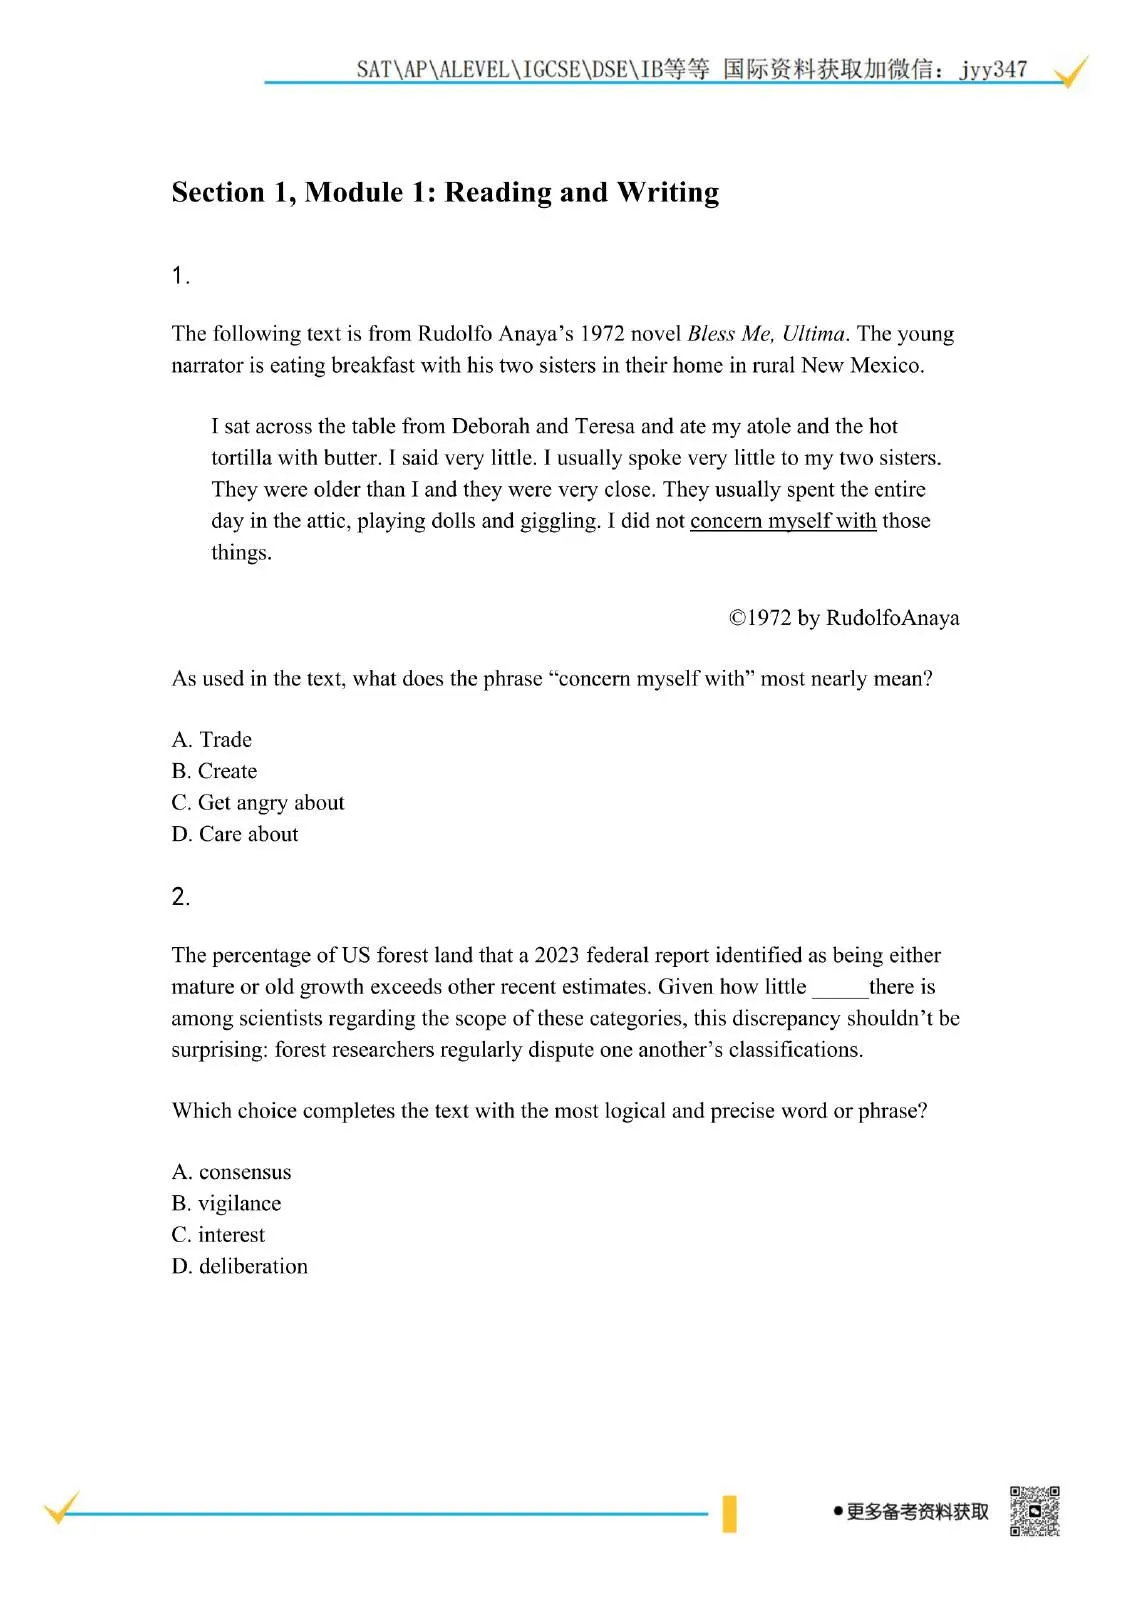 SAT\AP\ALEVEL\IGCSE\DSE\IB等等 国际资料获取加微信：jyy347
Section 1, Module 1: Reading and Writing
1.
The following text is from Rudolfo Anaya’s 1972 novel Bless Me, Ultima. The young
narrator is eating breakfast with his two sisters in their home in rural New Mexico.
I sat across the table from Deborah and Teresa and ate my atole and the hot
tortilla with butter. I said very little. I usually spoke very little to my two sisters.
They were older than I and they were very close. They usually spent the entire
day in the attic, playing dolls and giggling. I did not concern myself with those
things.
©1972 by RudolfoAnaya
As used in the text, what does the phrase “concern myself with” most nearly mean?
A. Trade
B. Create
C. Get angry about
D. Care about
2.
The percentage of US forest land that a 2023 federal report identified as being either
mature or old growth exceeds other recent estimates. Given how little _____there is
among scientists regarding the scope of these categories, this discrepancy shouldn’t be
surprising: forest researchers regularly dispute one another’s classifications.
Which choice completes the text with the most logical and precise word or phrase?
A. consensus
B. vigilance
C. interest
D. deliberation
●更多备考资料获取